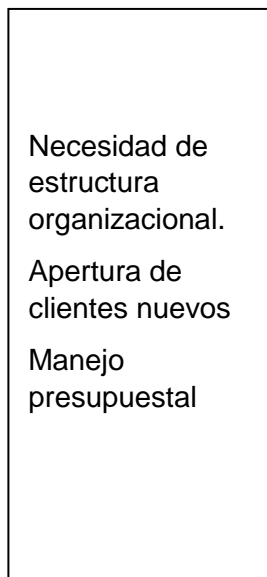 Necesidad de
estructura
organizacional.
Apertura de
clientes nuevos
Manejo
presupuestal